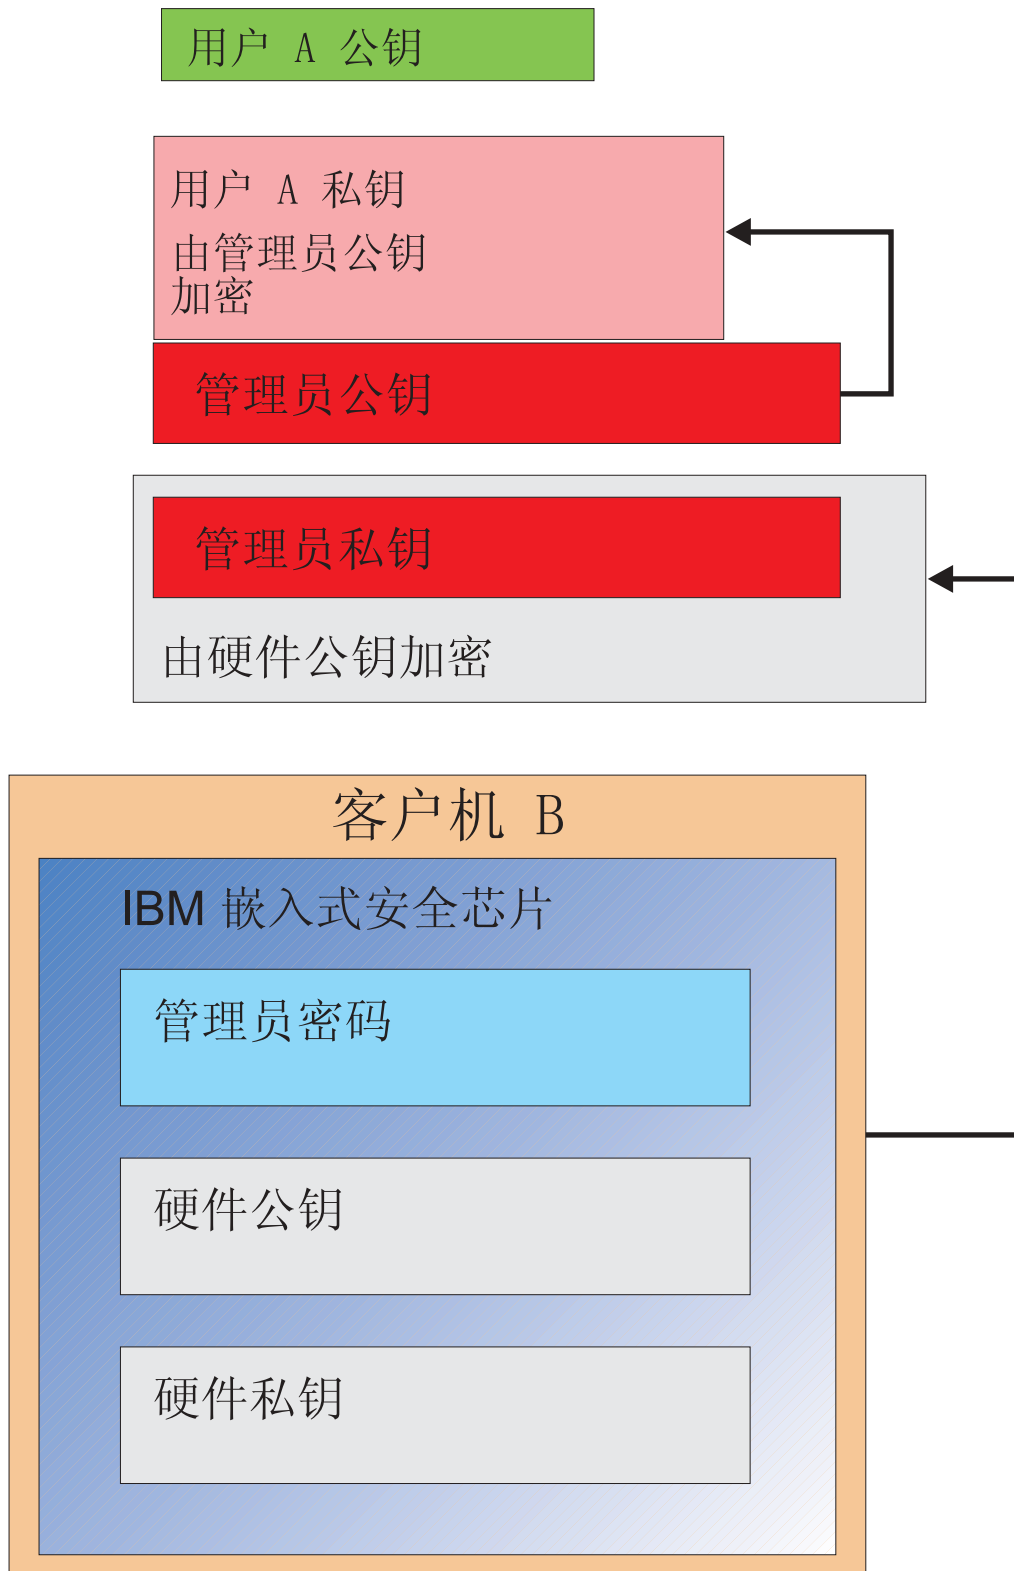 用户 A 公钥
用户 A 私钥
由管理员公钥
加密
管理员公钥
管理员私钥
由硬件公钥加密
客户机 B
IBM 嵌入式安全芯片
管理员密码
硬件公钥
硬件私钥